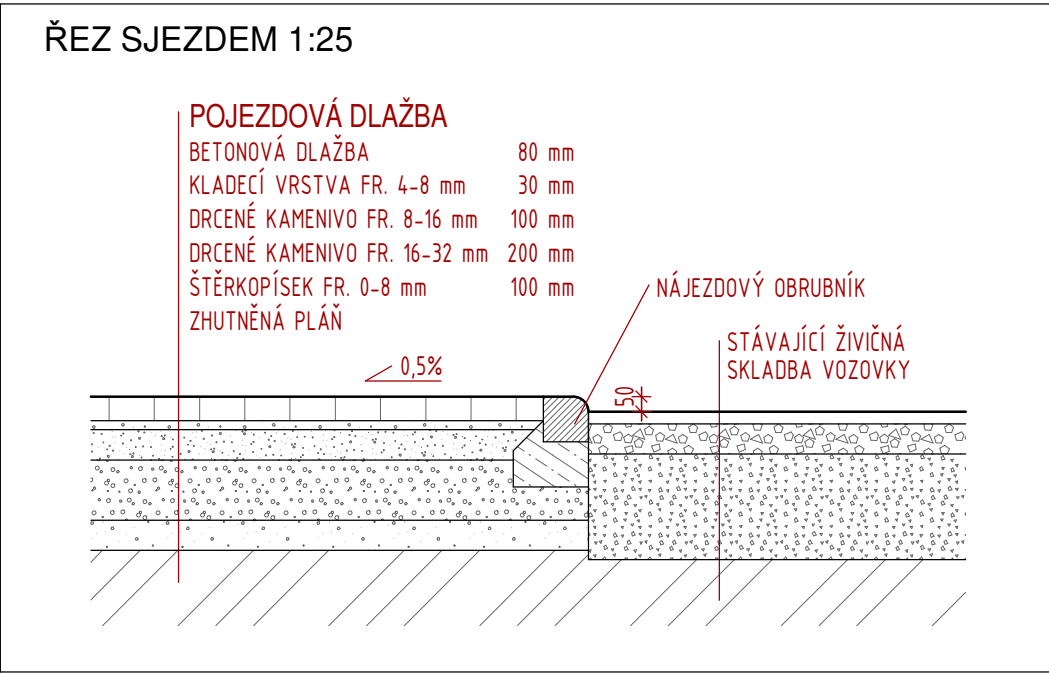 ŘEZ SJEZDEM 1:25
POJEZDOVÁ DLAŽBA
BETONOVÁ DLAŽBA 80 mm
KLADECÍ VRSTVA FR. 4-8 mm 30 mm
DRCENÉ KAMENIVO FR. 8-16 mm 100 mm
DRCENÉ KAMENIVO FR. 16-32 mm 200 mm
ŠTĚRKOPÍSEK FR. 0-8 mm 100 mm
ZHUTNĚNÁ PLÁŇ
NÁJEZDOVÝ OBRUBNÍK
STÁVAJÍCÍ ŽIVIČNÁ
SKLADBA VOZOVKY
0,5%
50